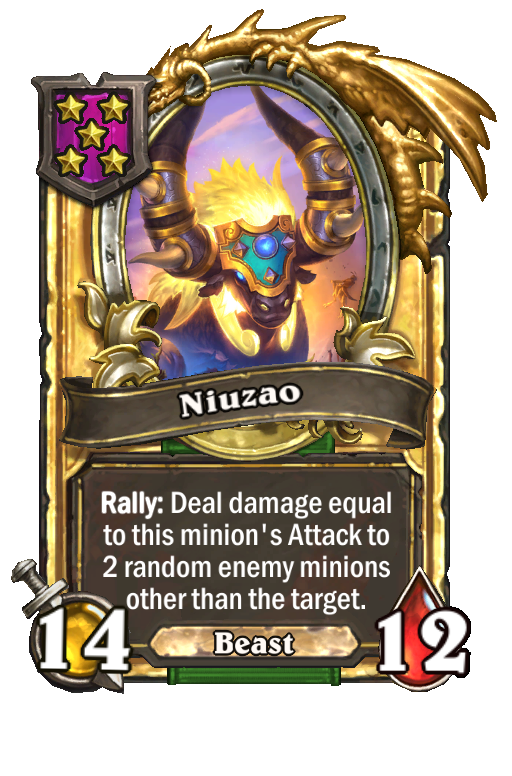 Niuzao
Rally: Deal damage equal
to this minion's Attack to
2 random enemy minions
other than the target.
14
Beast
12